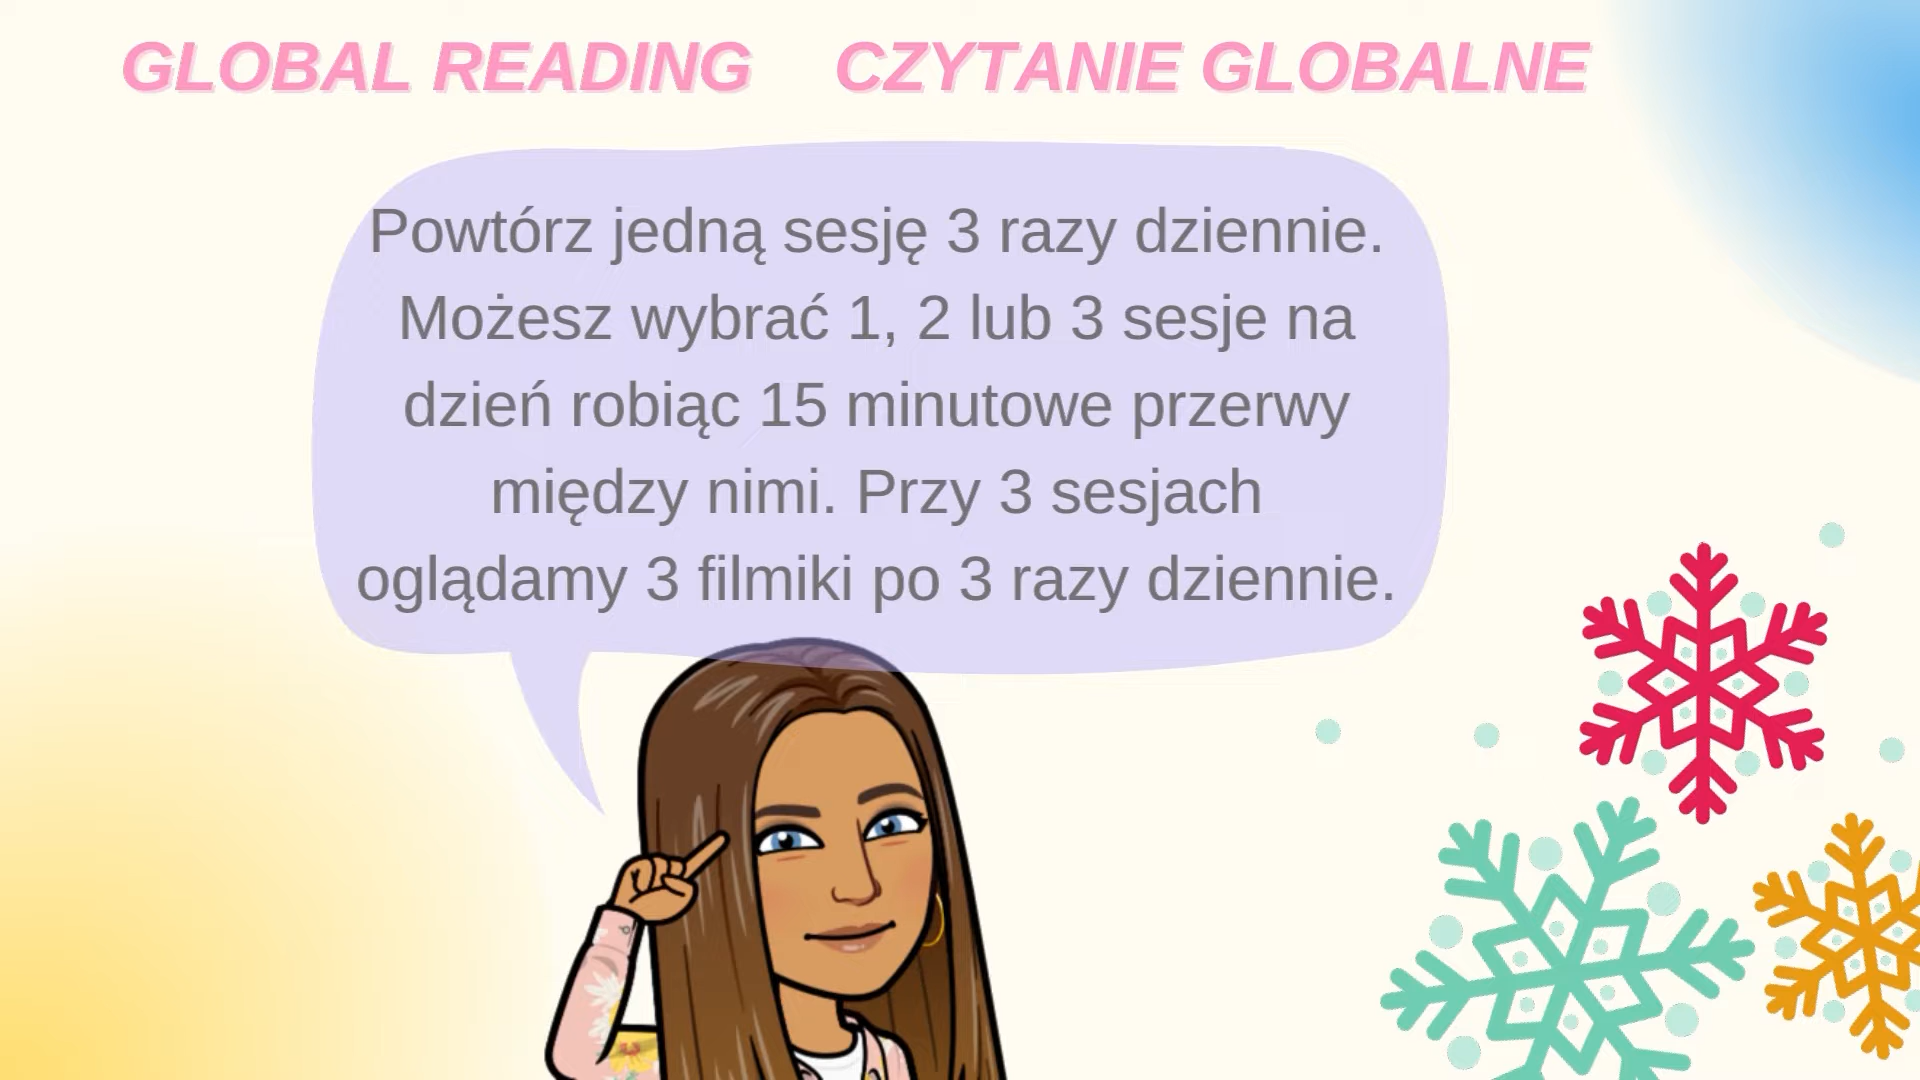 GLOBAL READING CZYTANIE GLOBALNE
Powtórz jedną sesję 3 razy dziennie.
Możesz wybrać 1, 2 lub 3 sesje na
dzień robiąc 15 minutowe przerwy
między nimi. Przy 3 sesjach
oglądamy 3 filmiki po 3 razy dziennie.